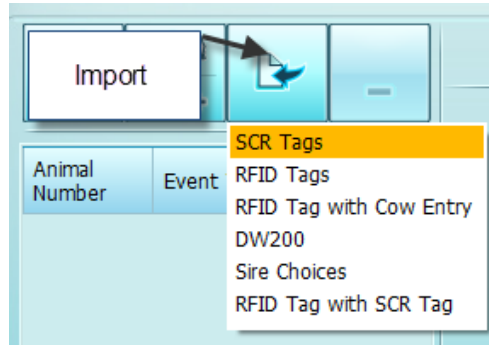 Import
SCR Tags
Animal
Number
Event
RFID Tags
RFID Tag with Cow Entry
DW200
Sire Choices
RFID Tag with SCR Tag